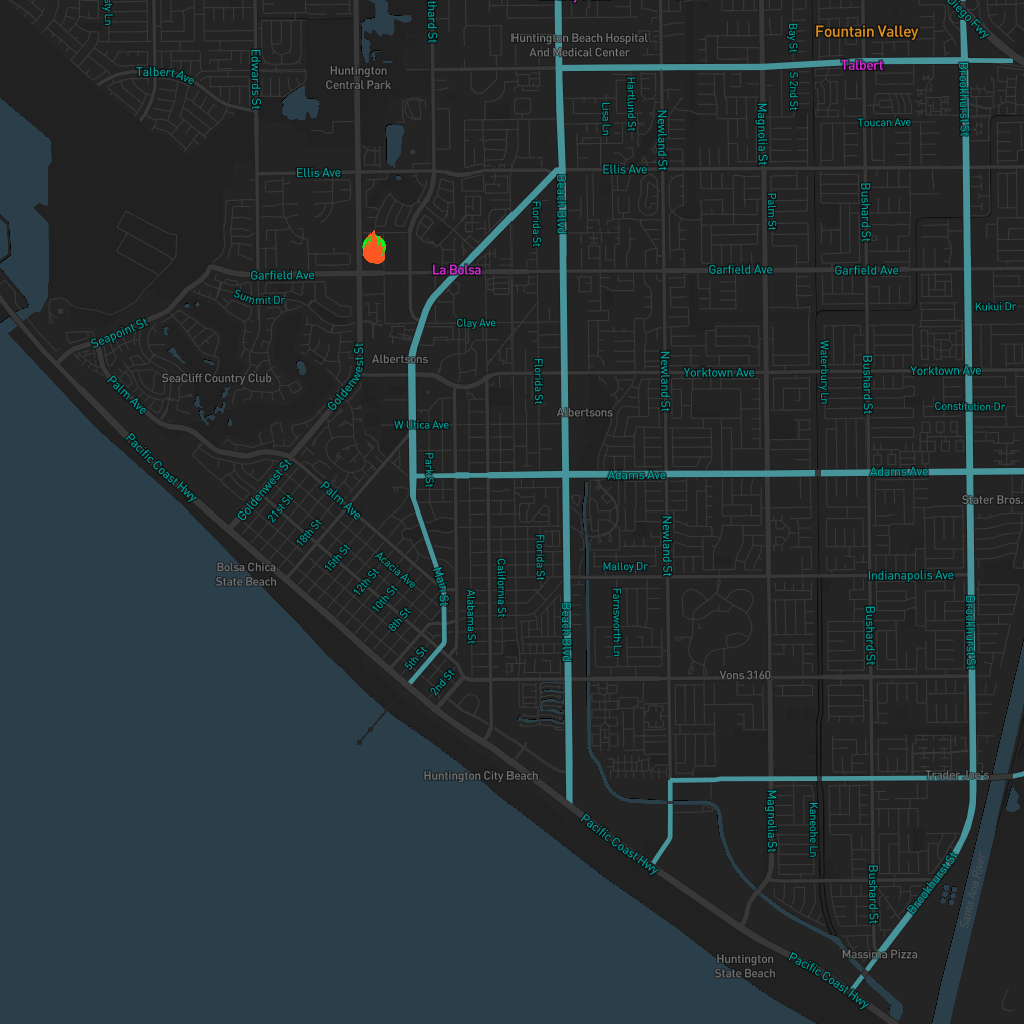 Fountain Valley
Huntington Beach Hospital
And Medical Center
Talbert
Talbert Ave
Edwards St
Huntington
Central Park
Bay St
S 2nd St
Brookhurst St
Hartlund St
Lisa Ln
Newland St
Magnolia St
Toucan Ave
Ellis Ave
Ellis Ave
Beach Blvd
Florida St
Palm St
Bushard St
Garfield Ave
La Bolsa
Garfield Ave
Garfield Ave
Summit Dr
Kukui Dr
Seapoint St
Clay Ave
Albertsons
Goldenwest St
SeaCliff Country Club
Florida St
Newland St
Yorktown Ave
Waterbury Ln
Bushard St
Yorktown Ave
Palm Ave
Albertsons
Constitution Dr
W Utica Ave
Pacific Coast Hwy
Park St
Adams Ave
Adams Ave
Goldenwest St
21st St
Palm Ave
Stater Bros.
18th St
15th St
Florida St
Newland St
Bolsa Chica
State Beach
Acacia Ave
12th St
10th St
8th St
Main St
California St
Malloy Dr
Indianapolis Ave
Alabama St
Beach Blvd
Farnsworth Ln
Bushard St
Brookhurst St
5th St
2nd St
Vons 3160
Huntington City Beach
Trader Joe's
Pacific Coast Hwy
Magnolia St
Kaneohe Ln
Bushard St
Brookhurst St
Santa Ana River
Massima Pizza
Huntington
State Beach
Pacific Coast Hwy